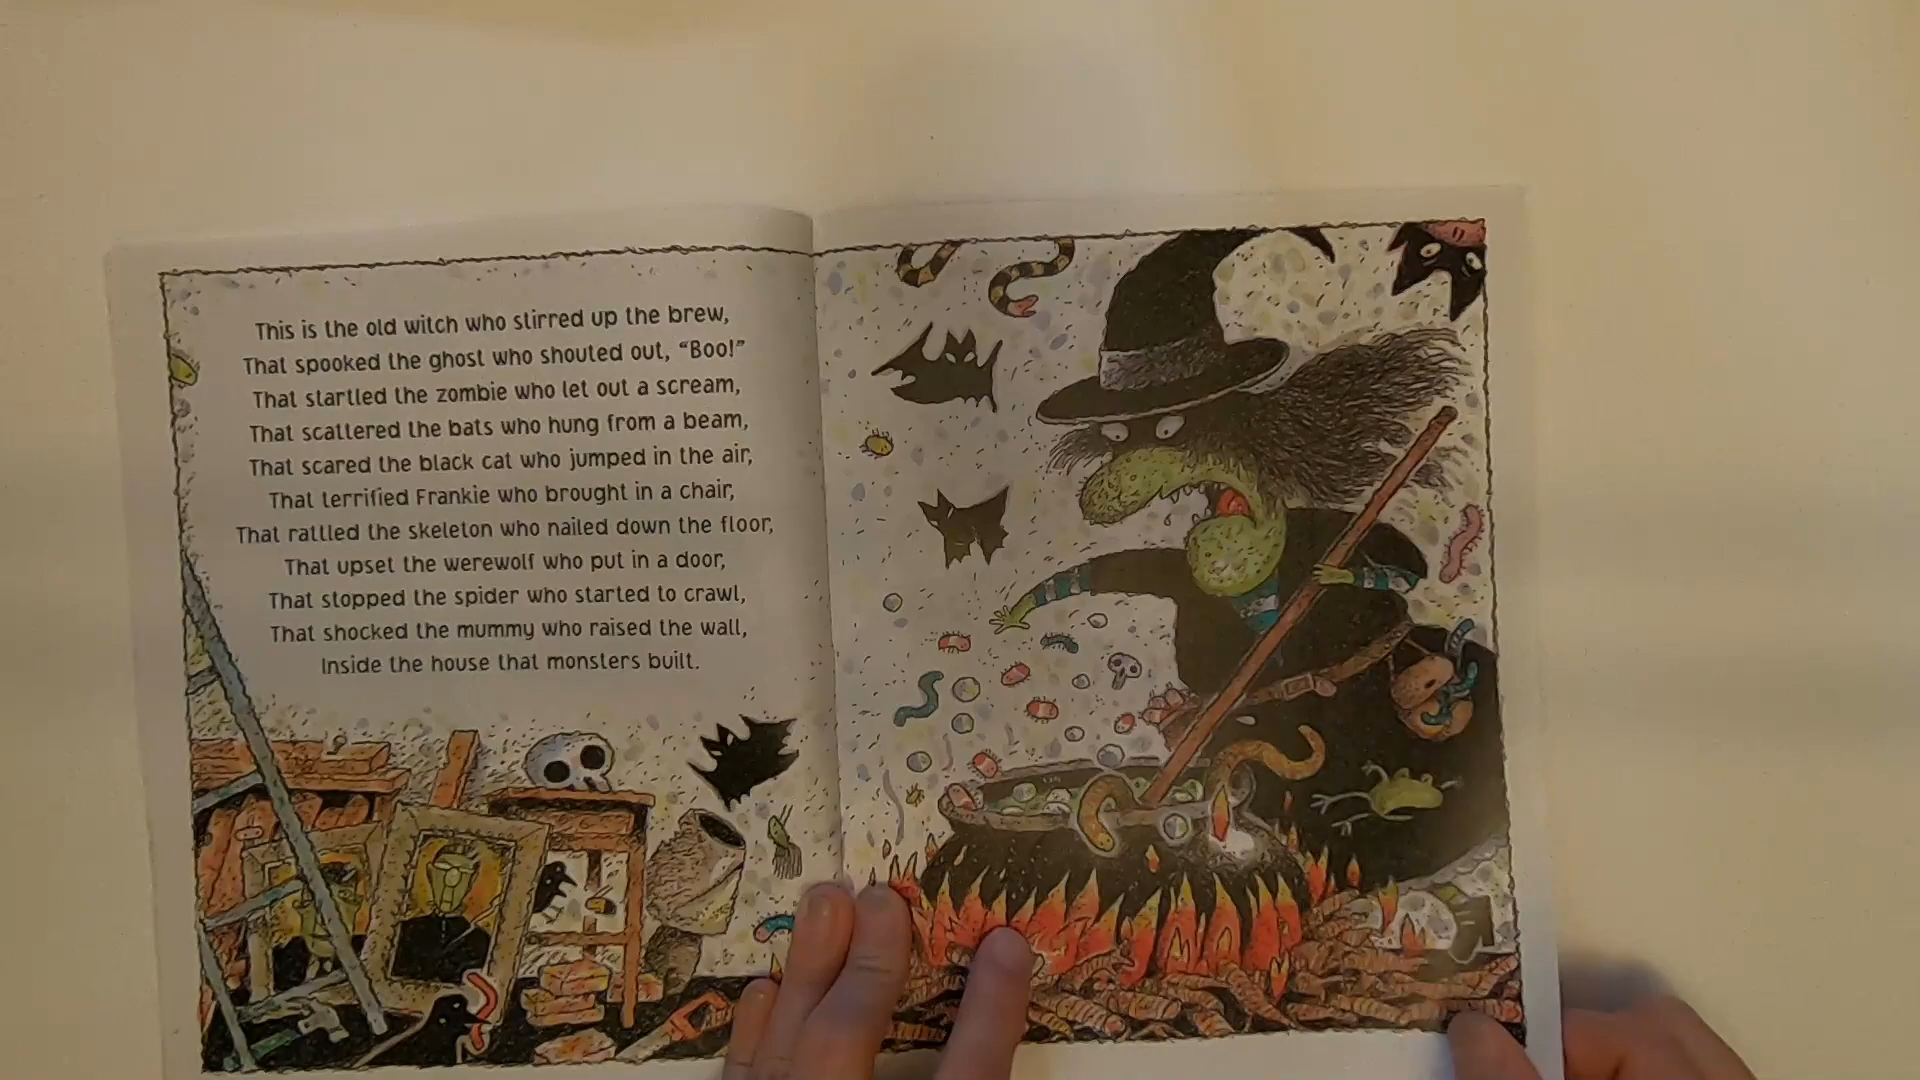 This is the old witch who stirred up the brew,
That spooked the ghost who shouted out, “Boo!”
That startled the zombie who let out a scream,
That scattered the bats who hung from a beam,
That scared the black cat who jumped in the air,
That terrified Frankie who brought in a chair,
That rattled the skeleton who nailed down the floor,
That upset the werewolf who put in a door,
That stopped the spider who started to crawl,
That shocked the mummy who raised the wall,
Inside the house that monsters built.